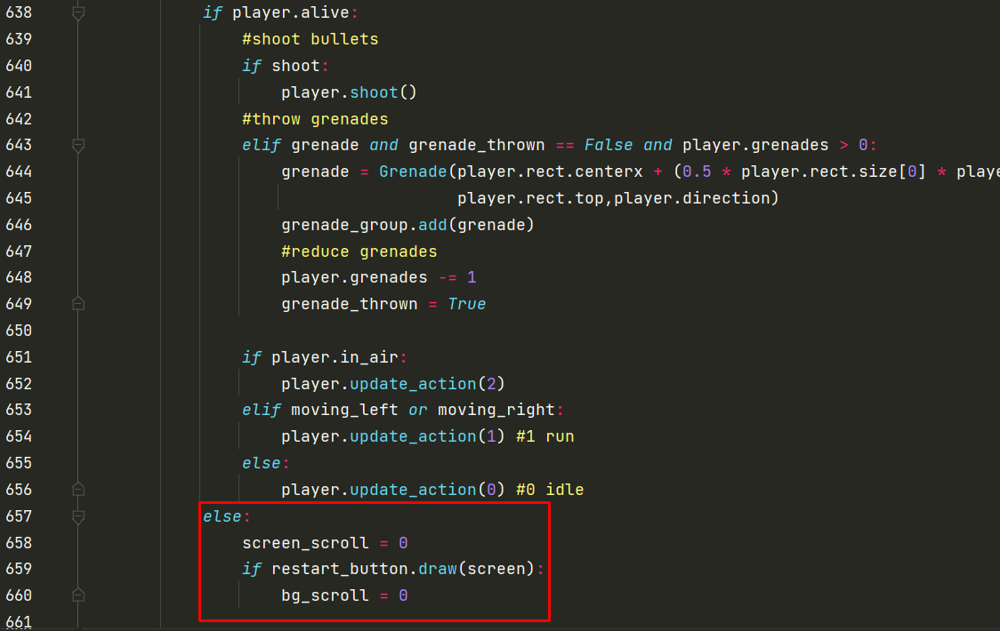 638 if player.alive:
639 #shoot bullets
640 if shoot:
641 player.shoot()
642 #throw grenades
643 elif grenade and grenade_thrown == False and player.grenades > 0:
644 grenade = Grenade(player.rect.centerx + (0.5 * player.rect.size[0] *
645 player.rect.top,player.direction)
646 grenade_group.add(grenade)
647 #reduce grenades
648 player.grenades -= 1
649 grenade_thrown = True
650
651 if player.in_air:
652 player.update_action(2)
653 elif moving_left or moving_right:
654 player.update_action(1) #1 run
655 else:
656 player.update_action(0) #0 idle
657 else:
658 screen_scroll = 0
659 if restart_button.draw(screen):
660 bg_scroll = 0
661